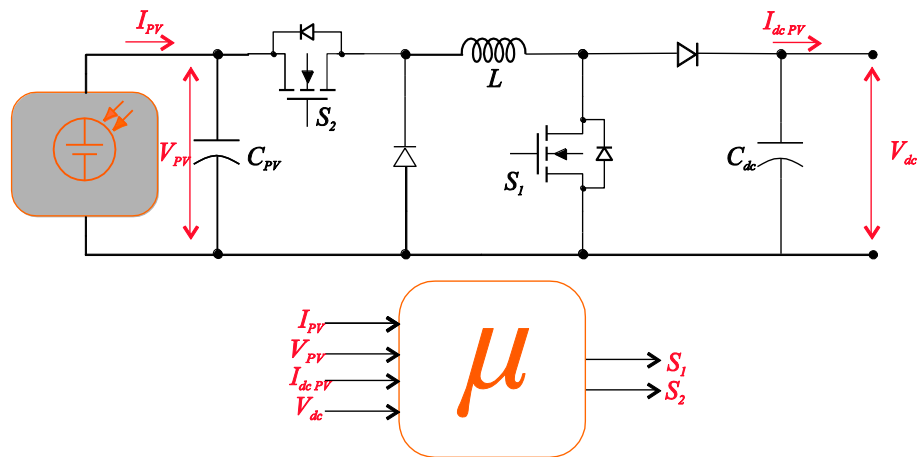 I_PV
I_dc PV
S_2
L
V_PV
C_PV
S_1
C_dc
V_dc
I_PV
V_PV
I_dc PV
V_dc
μ
S_1
S_2